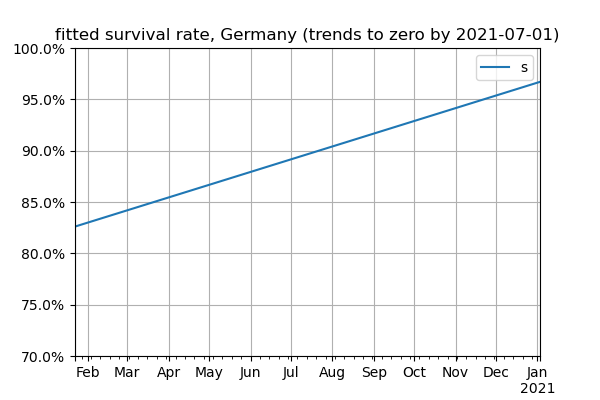 fitted survival rate, Germany (trends to zero by 2021-07-01)
100.0%
s
95.0%
90.0%
85.0%
80.0%
75.0%
70.0%
Feb Mar Apr May Jun Jul Aug Sep Oct Nov Dec Jan
2021